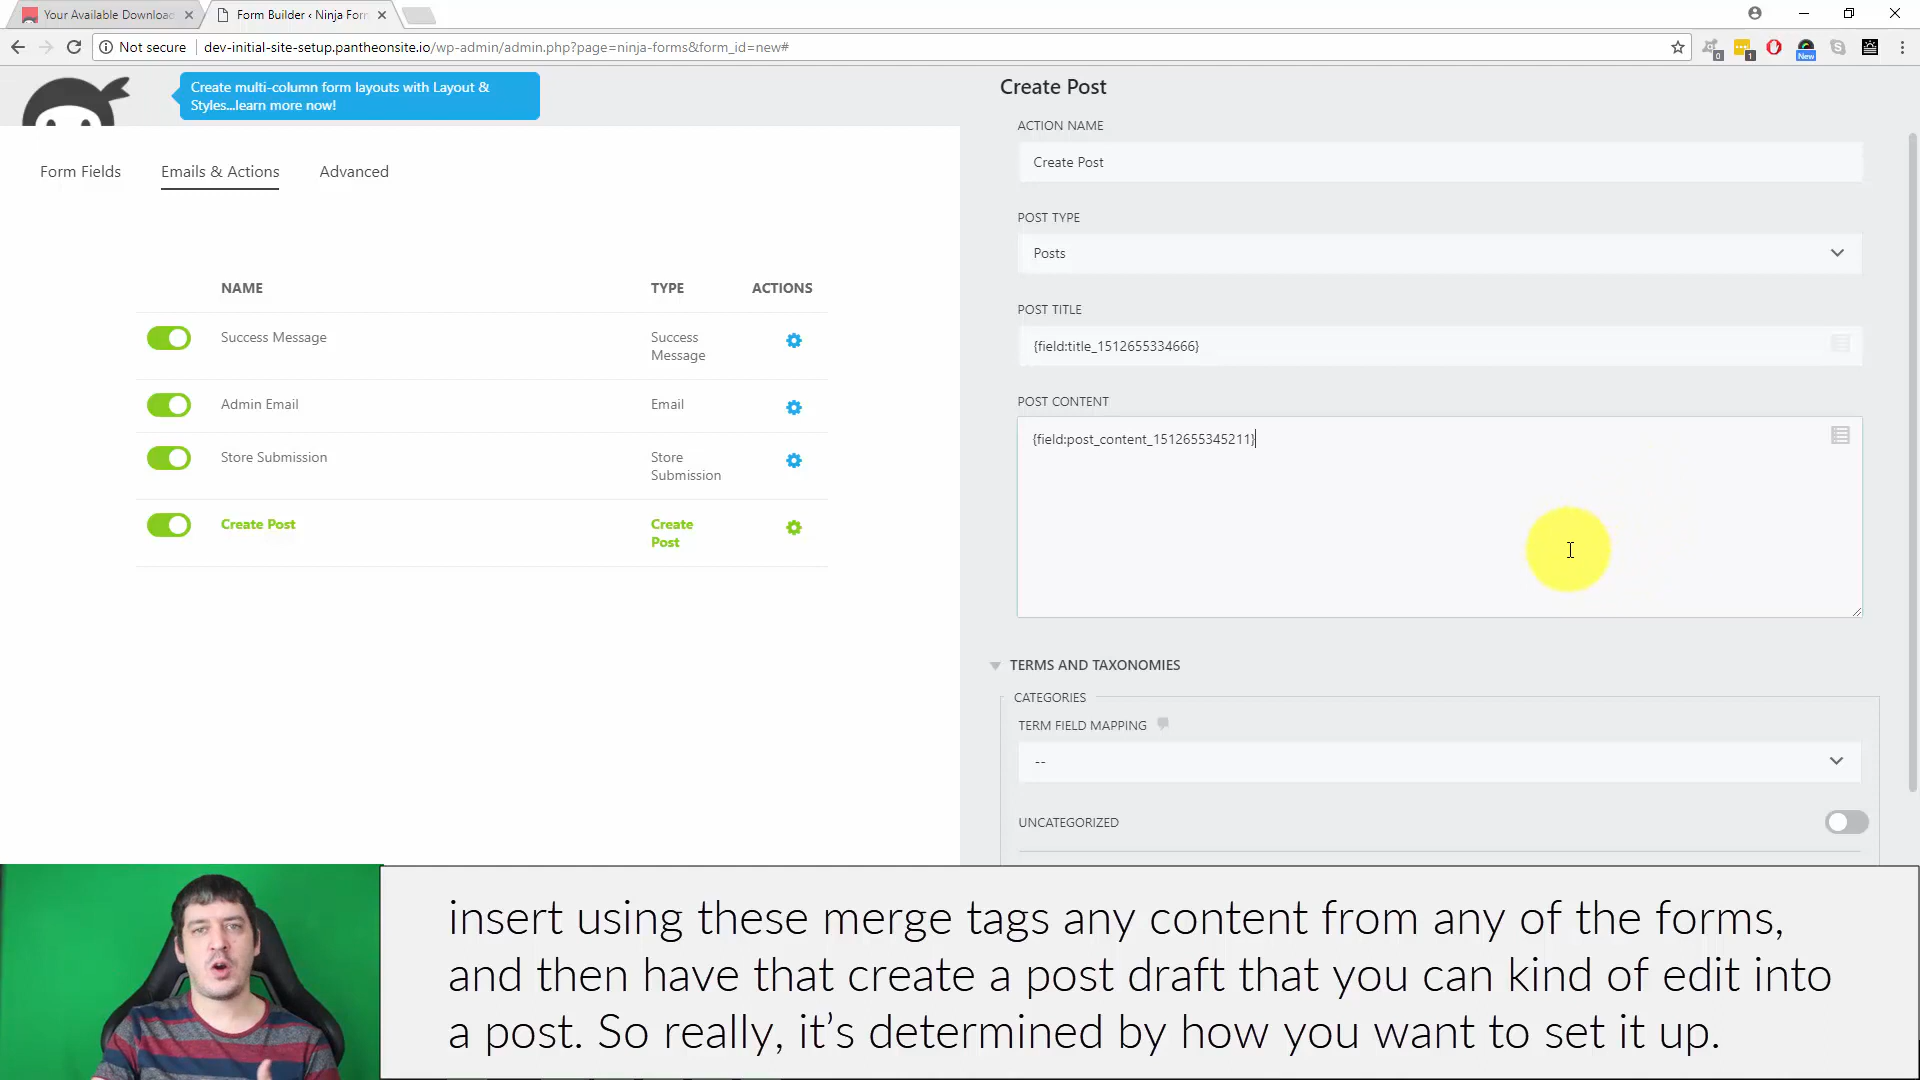 Your Available Download
Form Builder ‹ Ninja For
Not secure
dev-initial-site-setup.pantheonsite.io/wp-admin/admin.php?page=ninja-forms&form_id=new#
0
1
New
Create multi-column form layouts with Layout &
Styles...learn more now!
Form Fields
Emails & Actions
Advanced
NAME TYPE ACTIONS
Success Message
Success
Message
Admin Email
Email
Store Submission
Store
Submission
Create Post
Create
Post
Create Post
ACTION NAME
Create Post
POST TYPE
Posts
POST TITLE
{field:title_1512655334666}
POST CONTENT
{field:post_content_1512655345211}
TERMS AND TAXONOMIES
CATEGORIES
TERM FIELD MAPPING
--
UNCATEGORIZED
insert using these merge tags any content from any of the forms,
and then have that create a post draft that you can kind of edit into
a post. So really, it’s determined by how you want to set it up.